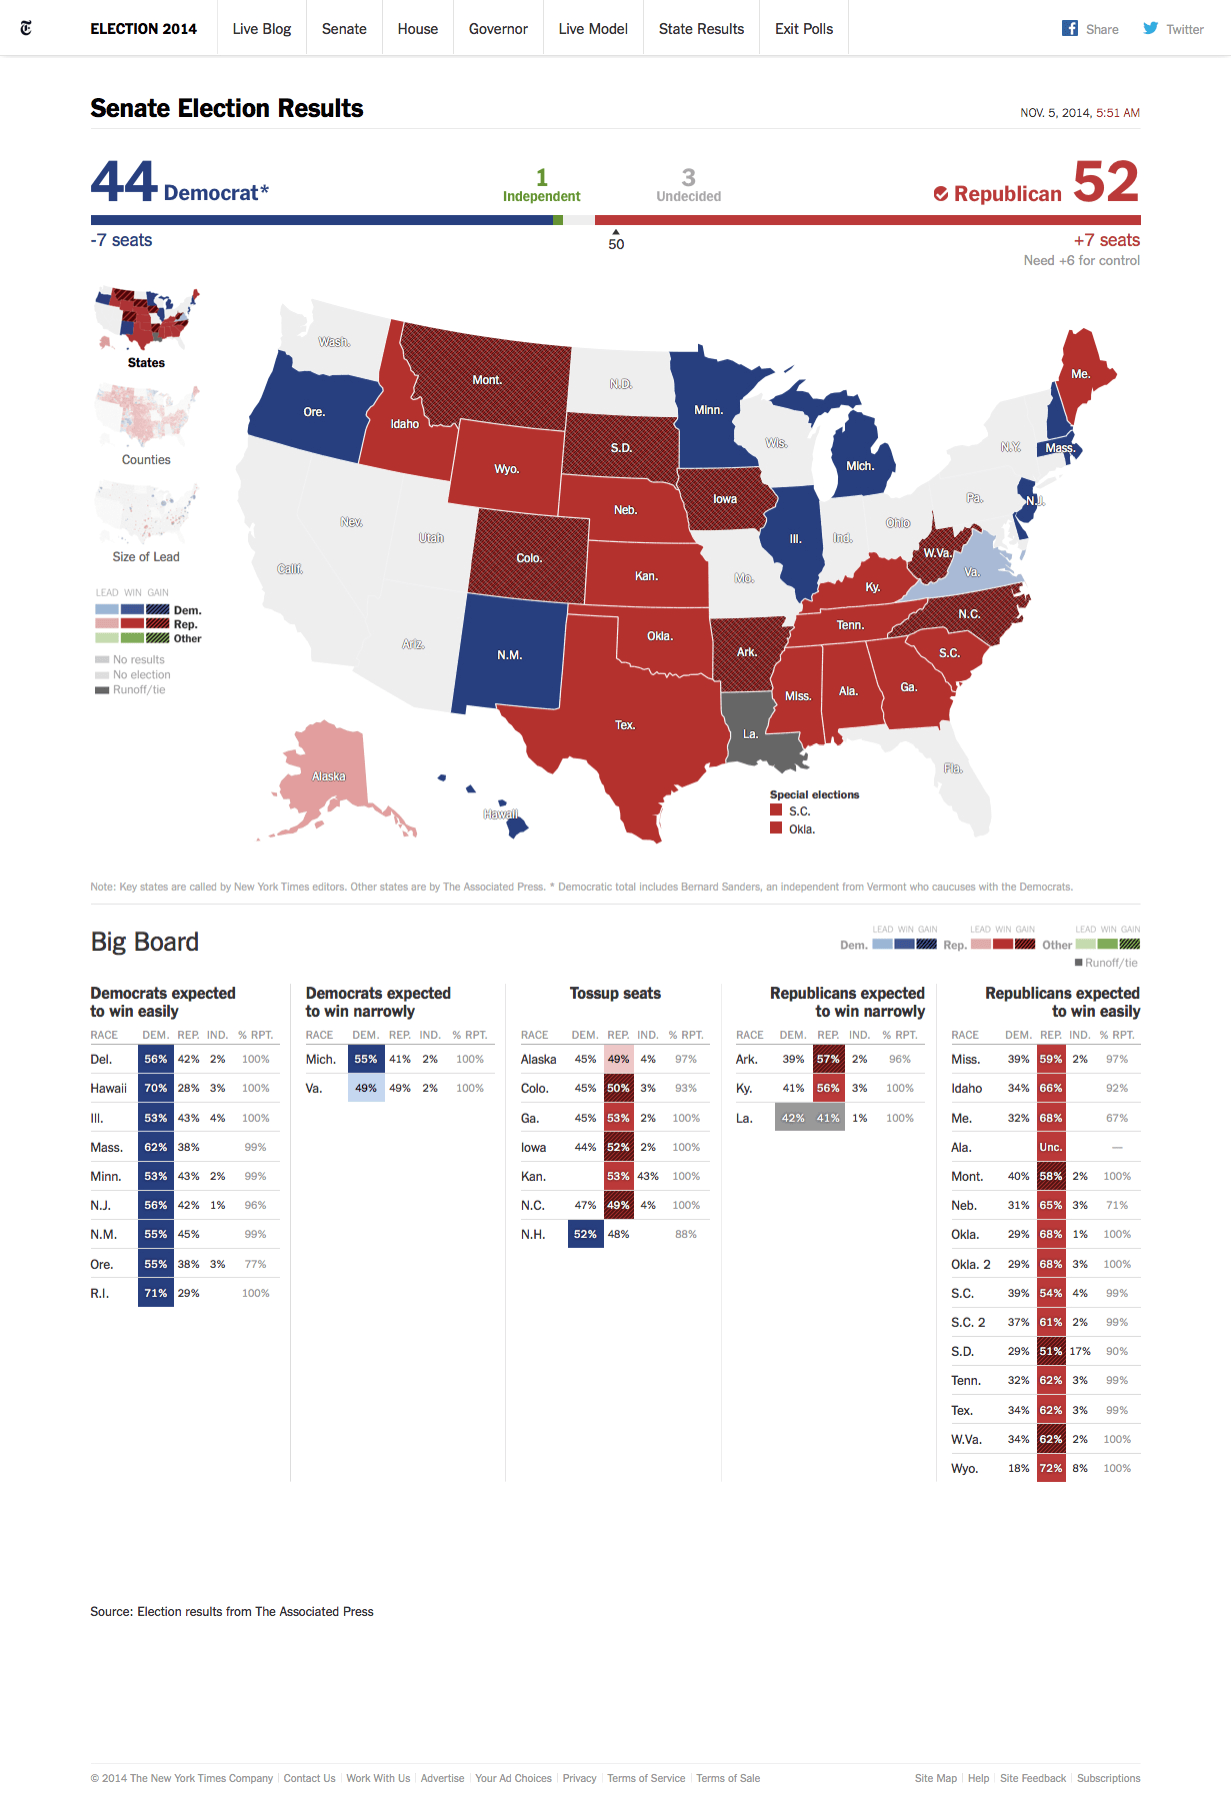 ELECTION 2014 Live Blog Senate House Governor Live Model State Results Exit Polls Share Twitter
Senate Election Results
NOV. 5, 2014, 5:51 AM
44 Democrat*
1
Independent
3
Undecided
Republican 52
-7 seats
50
+7 seats
Need +6 for control
States
Counties
Size of Lead
LEAD WIN GAIN
Dem.
Rep.
Other
No results
No election
Runoff/tie
Wash.
Mont.
N.D.
Minn.
Me.
Ore.
Idaho
S.D.
Wis.
Mich.
N.Y.
Mass.
Wyo.
Iowa
Pa.
N.J.
Neb.
Nev.
Utah
Ill.
Ind.
Ohio
Calif.
Colo.
Kan.
Mo.
W.Va.
Va.
Ky.
N.C.
Ariz.
N.M.
Okla.
Ark.
Tenn.
S.C.
Miss.
Ala.
Ga.
Tex.
La.
Fla.
Alaska
Hawaii
Special elections
S.C.
Okla.
Note: Key states are called by New York Times editors. Other states are by The Associated Press. * Democratic total includes Bernard Sanders, an independent from Vermont who caucuses with the Democrats.
Big Board
LEAD WIN GAIN LEAD WIN GAIN LEAD WIN GAIN
Dem. Rep. Other
Runoff/tie
Democrats expected
to win easily
RACE DEM. REP. IND. % RPT.
Del. 56% 42% 2% 100%
Hawaii 70% 28% 3% 100%
Ill. 53% 43% 4% 100%
Mass. 62% 38% 99%
Minn. 53% 43% 2% 99%
N.J. 56% 42% 1% 96%
N.M. 55% 45% 99%
Ore. 55% 38% 3% 77%
R.I. 71% 29% 100%
Democrats expected
to win narrowly
RACE DEM. REP. IND. % RPT.
Mich. 55% 41% 2% 100%
Va. 49% 49% 2% 100%
Tossup seats
RACE DEM. REP. IND. % RPT.
Alaska 45% 49% 4% 97%
Colo. 45% 50% 3% 93%
Ga. 45% 53% 2% 100%
Iowa 44% 52% 2% 100%
Kan. 53% 43% 100%
N.C. 47% 49% 4% 100%
N.H. 52% 48% 88%
Republicans expected
to win narrowly
RACE DEM. REP. IND. % RPT.
Ark. 39% 57% 2% 96%
Ky. 41% 56% 3% 100%
La. 42% 41% 1% 100%
Republicans expected
to win easily
RACE DEM. REP. IND. % RPT.
Miss. 39% 59% 2% 97%
Idaho 34% 66% 92%
Me. 32% 68% 67%
Ala. Unc. —
Mont. 40% 58% 2% 100%
Neb. 31% 65% 3% 71%
Okla. 29% 68% 1% 100%
Okla. 2 29% 68% 3% 100%
S.C. 39% 54% 4% 99%
S.C. 2 37% 61% 2% 99%
S.D. 29% 51% 17% 90%
Tenn. 32% 62% 3% 99%
Tex. 34% 62% 3% 99%
W.Va. 34% 62% 2% 100%
Wyo. 18% 72% 8% 100%
Source: Election results from The Associated Press
© 2014 The New York Times Company Contact Us Work With Us Advertise Your Ad Choices Privacy Terms of Service Terms of Sale Site Map Help Site Feedback Subscriptions